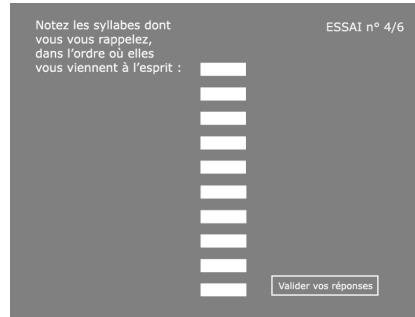 Notez les syllabes dont
vous vous rappelez,
dans l'ordre où elles
vous viennent à l'esprit :
ESSAI n° 4/6
Valider vos réponses